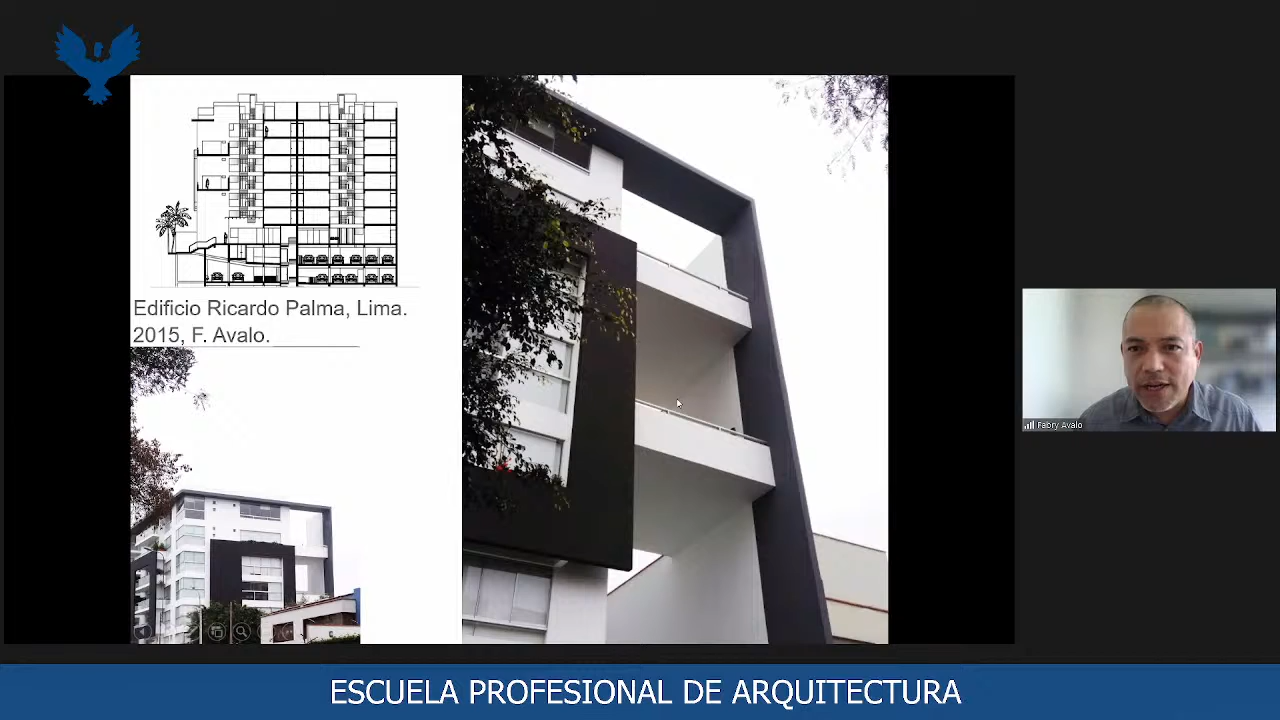 Edificio Ricardo Palma, Lima.
2015, F. Avalo.
Fabry Avalo
ESCUELA PROFESIONAL DE ARQUITECTURA